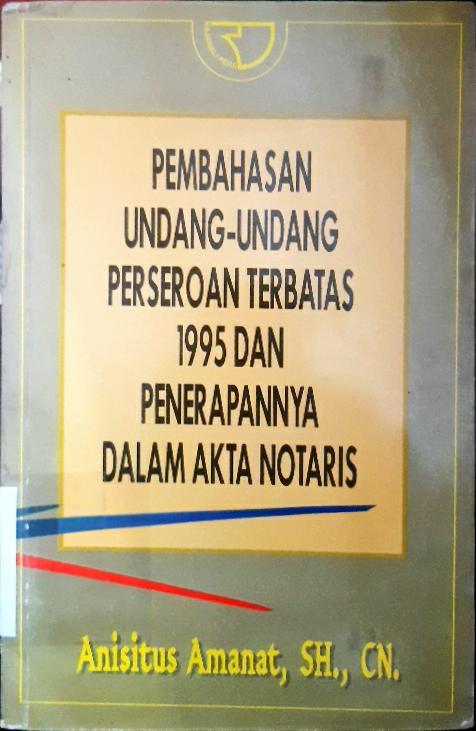 PEMBAHASAN
UNDANG-UNDANG
PERSEROAN TERBATAS
1995 DAN
PENERAPANNYA
DALAM AKTA NOTARIS
Anisitus Amanat, SH., CN.